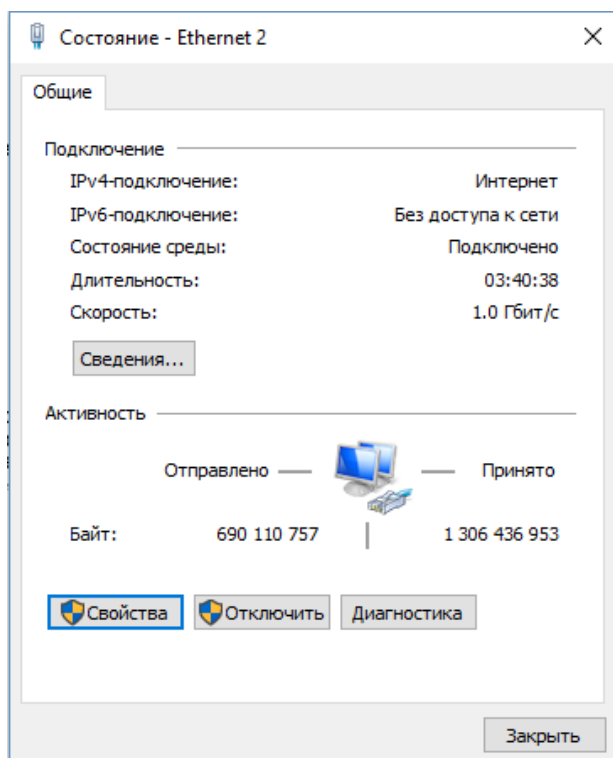 Состояние - Ethernet 2
Общие
Подключение
IPv4-подключение: Интернет
IPv6-подключение: Без доступа к сети
Состояние среды: Подключено
Длительность: 03:40:38
Скорость: 1.0 Гбит/с
Сведения...
Активность
Отправлено — — Принято
Байт: 690 110 757 | 1 306 436 953
Свойства Отключить Диагностика
Закрыть